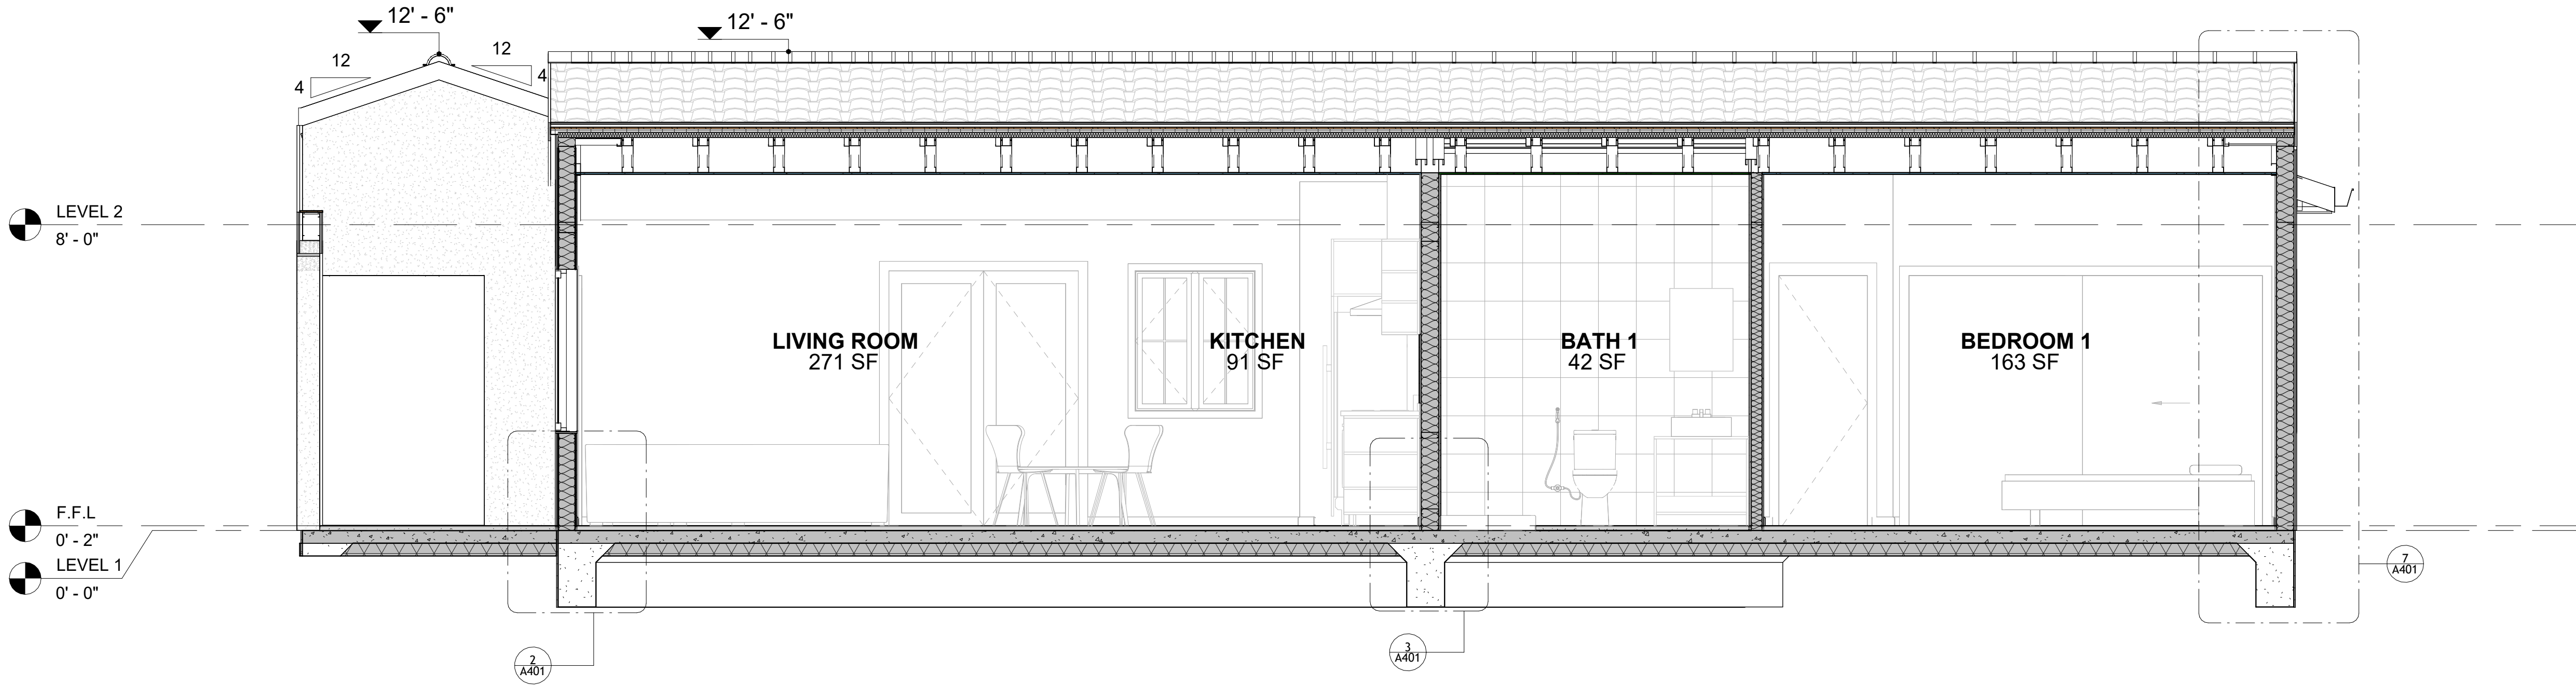 12' - 6"
12' - 6"
12
12
4
4
LEVEL 2
8' - 0"
LIVING ROOM
271 SF
KITCHEN
91 SF
BATH 1
42 SF
BEDROOM 1
163 SF
F.F.L
0' - 2"
LEVEL 1
0' - 0"
7
A401
2
A401
3
A401